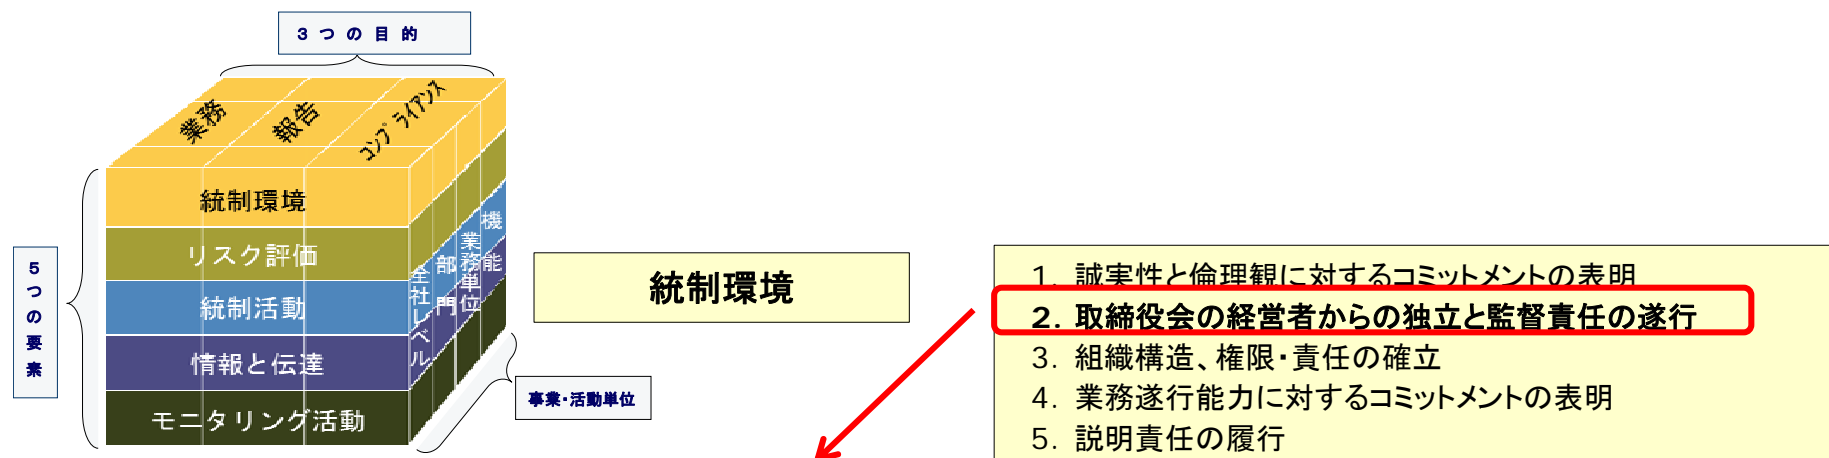 ３つの目的
業務
報告
コンプライアンス
統制環境
リスク評価
統制活動
情報と伝達
モニタリング活動
全社レベル
部門
業務単位
機能
５つの要素
事業・活動単位
統制環境
1. 誠実性と倫理観に対するコミットメントの表明
2. 取締役会の経営者からの独立と監督責任の遂行
3. 組織構造、権限・責任の確立
4. 業務遂行能力に対するコミットメントの表明
5. 説明責任の履行